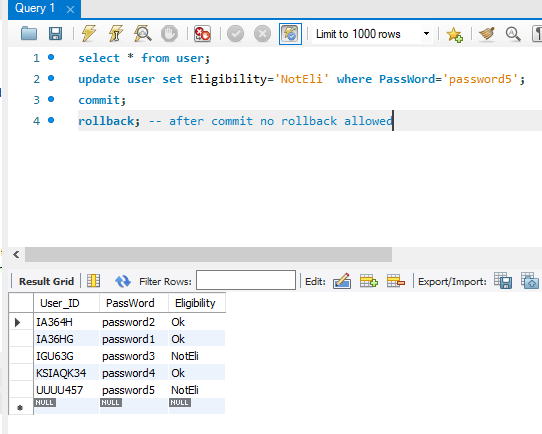 Query 1
Limit to 1000 rows
1 select * from user;
2 update user set Eligibility='NotEli' where PassWord='password5';
3 commit;
4 rollback; -- after commit no rollback allowed
Result Grid Filter Rows: Edit: Export/Import:
User_ID PassWord Eligibility
IA364H password2 Ok
IA36HG password1 Ok
IGU63G password3 NotEli
KSIAQK34 password4 Ok
UUUU457 password5 NotEli
NULL NULL NULL